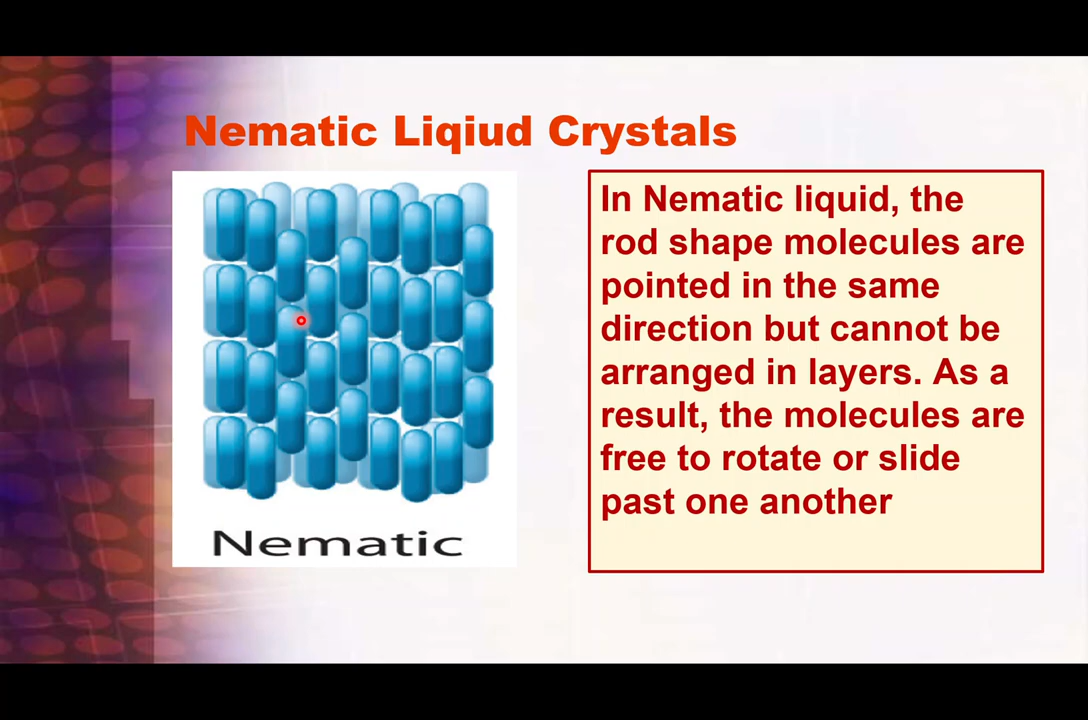 Nematic Liqiud Crystals
In Nematic liquid, the
rod shape molecules are
pointed in the same
direction but cannot be
arranged in layers. As a
result, the molecules are
free to rotate or slide
past one another
Nematic